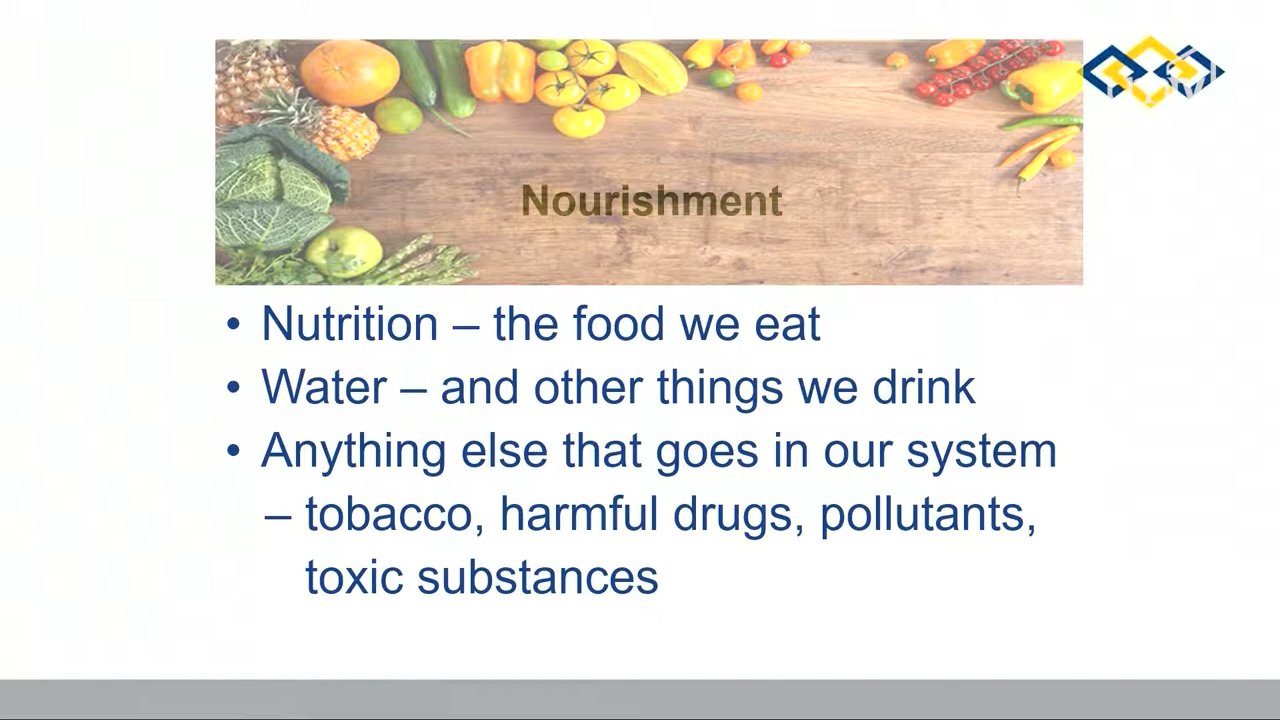 Nourishment
• Nutrition – the food we eat
• Water – and other things we drink
• Anything else that goes in our system
– tobacco, harmful drugs, pollutants,
toxic substances